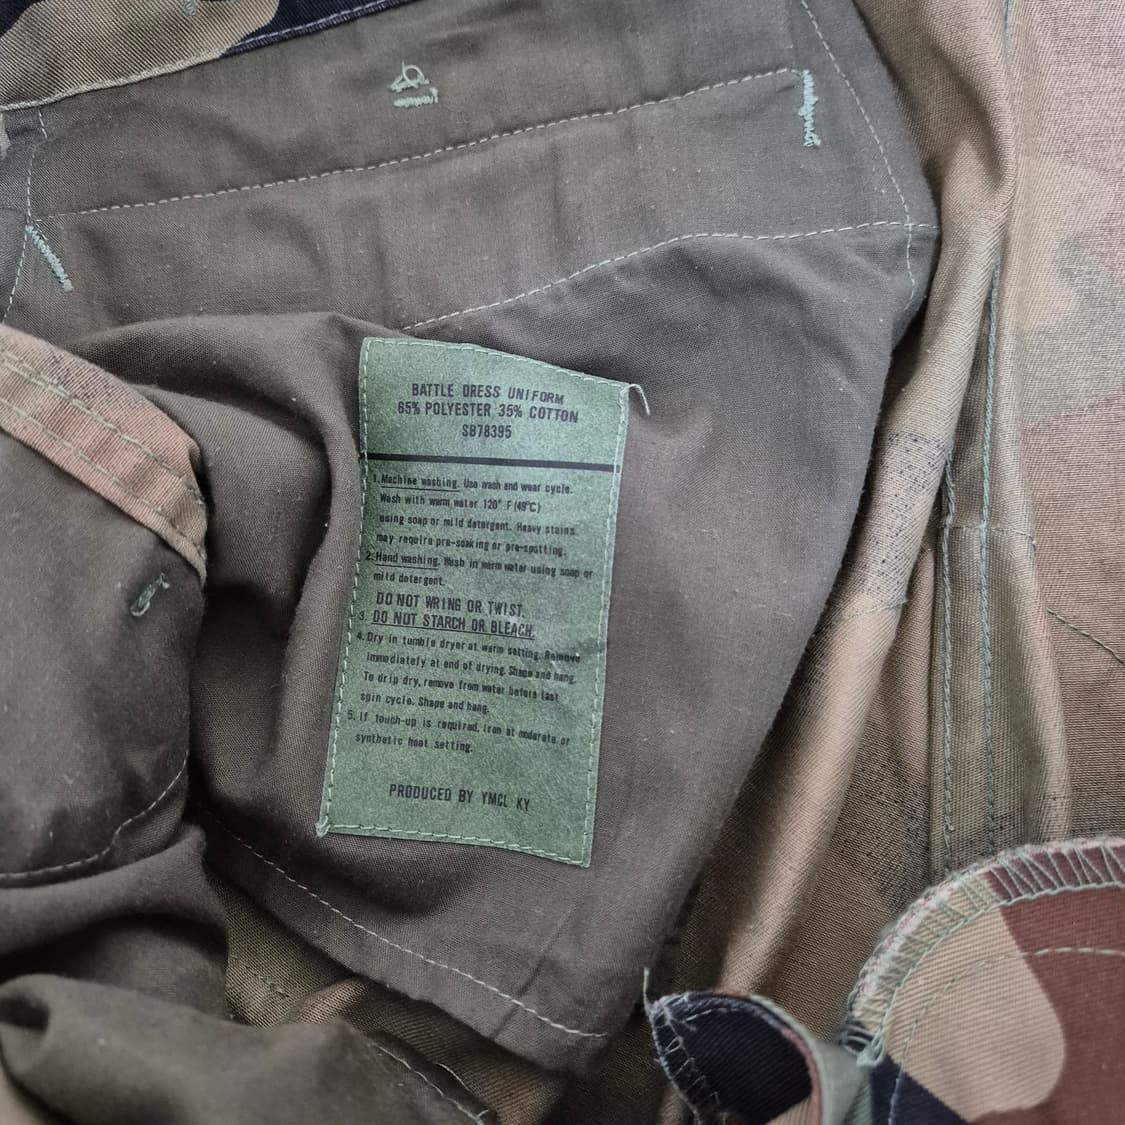 BATTLE DRESS UNIFORM
65% POLYESTER 35% COTTON
SB78395
1. Machine washing. Use wash and wear cycle.
Wash with warm water 120° F (49°C)
using soap or mild detergent. Heavy stains
may require pre-soaking or pre-spotting.
2. Hand washing. Wash in warm water using soap or
mild detergent.
DO NOT WRING OR TWIST.
3. DO NOT STARCH OR BLEACH.
4. Dry in tumble dryer at warm setting. Remove
immediately at end of drying. Shape and hang.
To drip dry, remove from water before last
spin cycle. Shape and hang.
5. If touch-up is required, iron at moderate or
synthetic heat setting.
PRODUCED BY YMCL KY